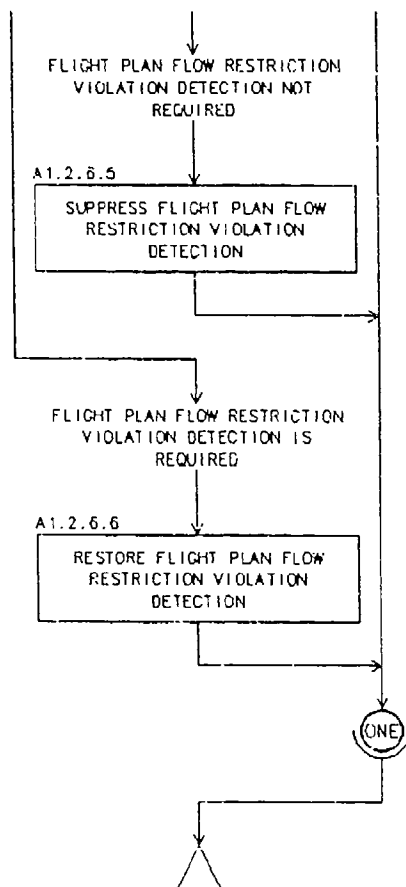 FLIGHT PLAN FLOW RESTRICTION
VIOLATION DETECTION NOT
REQUIRED
A1.2.6.5
SUPPRESS FLIGHT PLAN FLOW
RESTRICTION VIOLATION
DETECTION
FLIGHT PLAN FLOW RESTRICTION
VIOLATION DETECTION IS
REQUIRED
A1.2.6.6
RESTORE FLIGHT PLAN FLOW
RESTRICTION VIOLATION
DETECTION
ONE